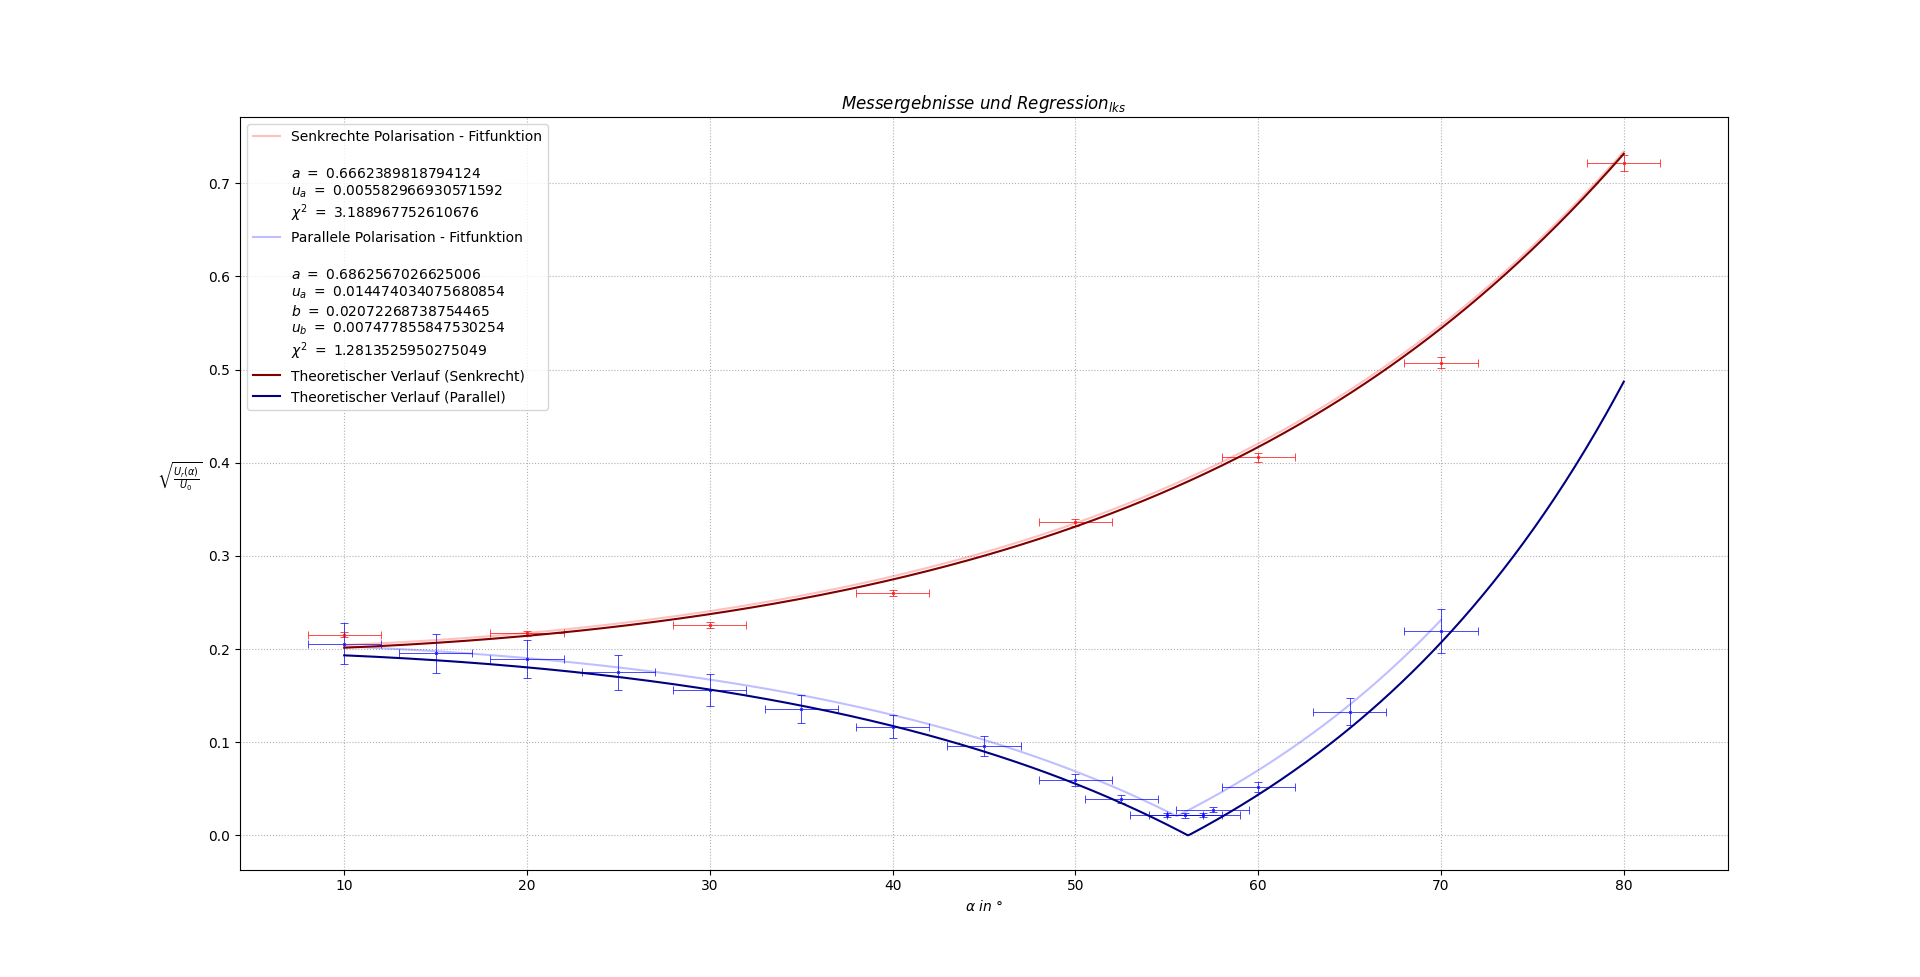 Messergebnisse und Regression_{lks}
Senkrechte Polarisation - Fitfunktion
a = 0.6662389818794124
u_a = 0.005582966930571592
χ² = 3.188967752610676
Parallele Polarisation - Fitfunktion
a = 0.6862567026625006
u_a = 0.014474034075680854
b = 0.02072268738754465
u_b = 0.007477855847530254
χ² = 1.2813525950275049
Theoretischer Verlauf (Senkrecht)
Theoretischer Verlauf (Parallel)
0.7
0.6
0.5
0.4
0.3
0.2
0.1
0.0
√(U_r(α)/U_0)
10 20 30 40 50 60 70 80
α in °